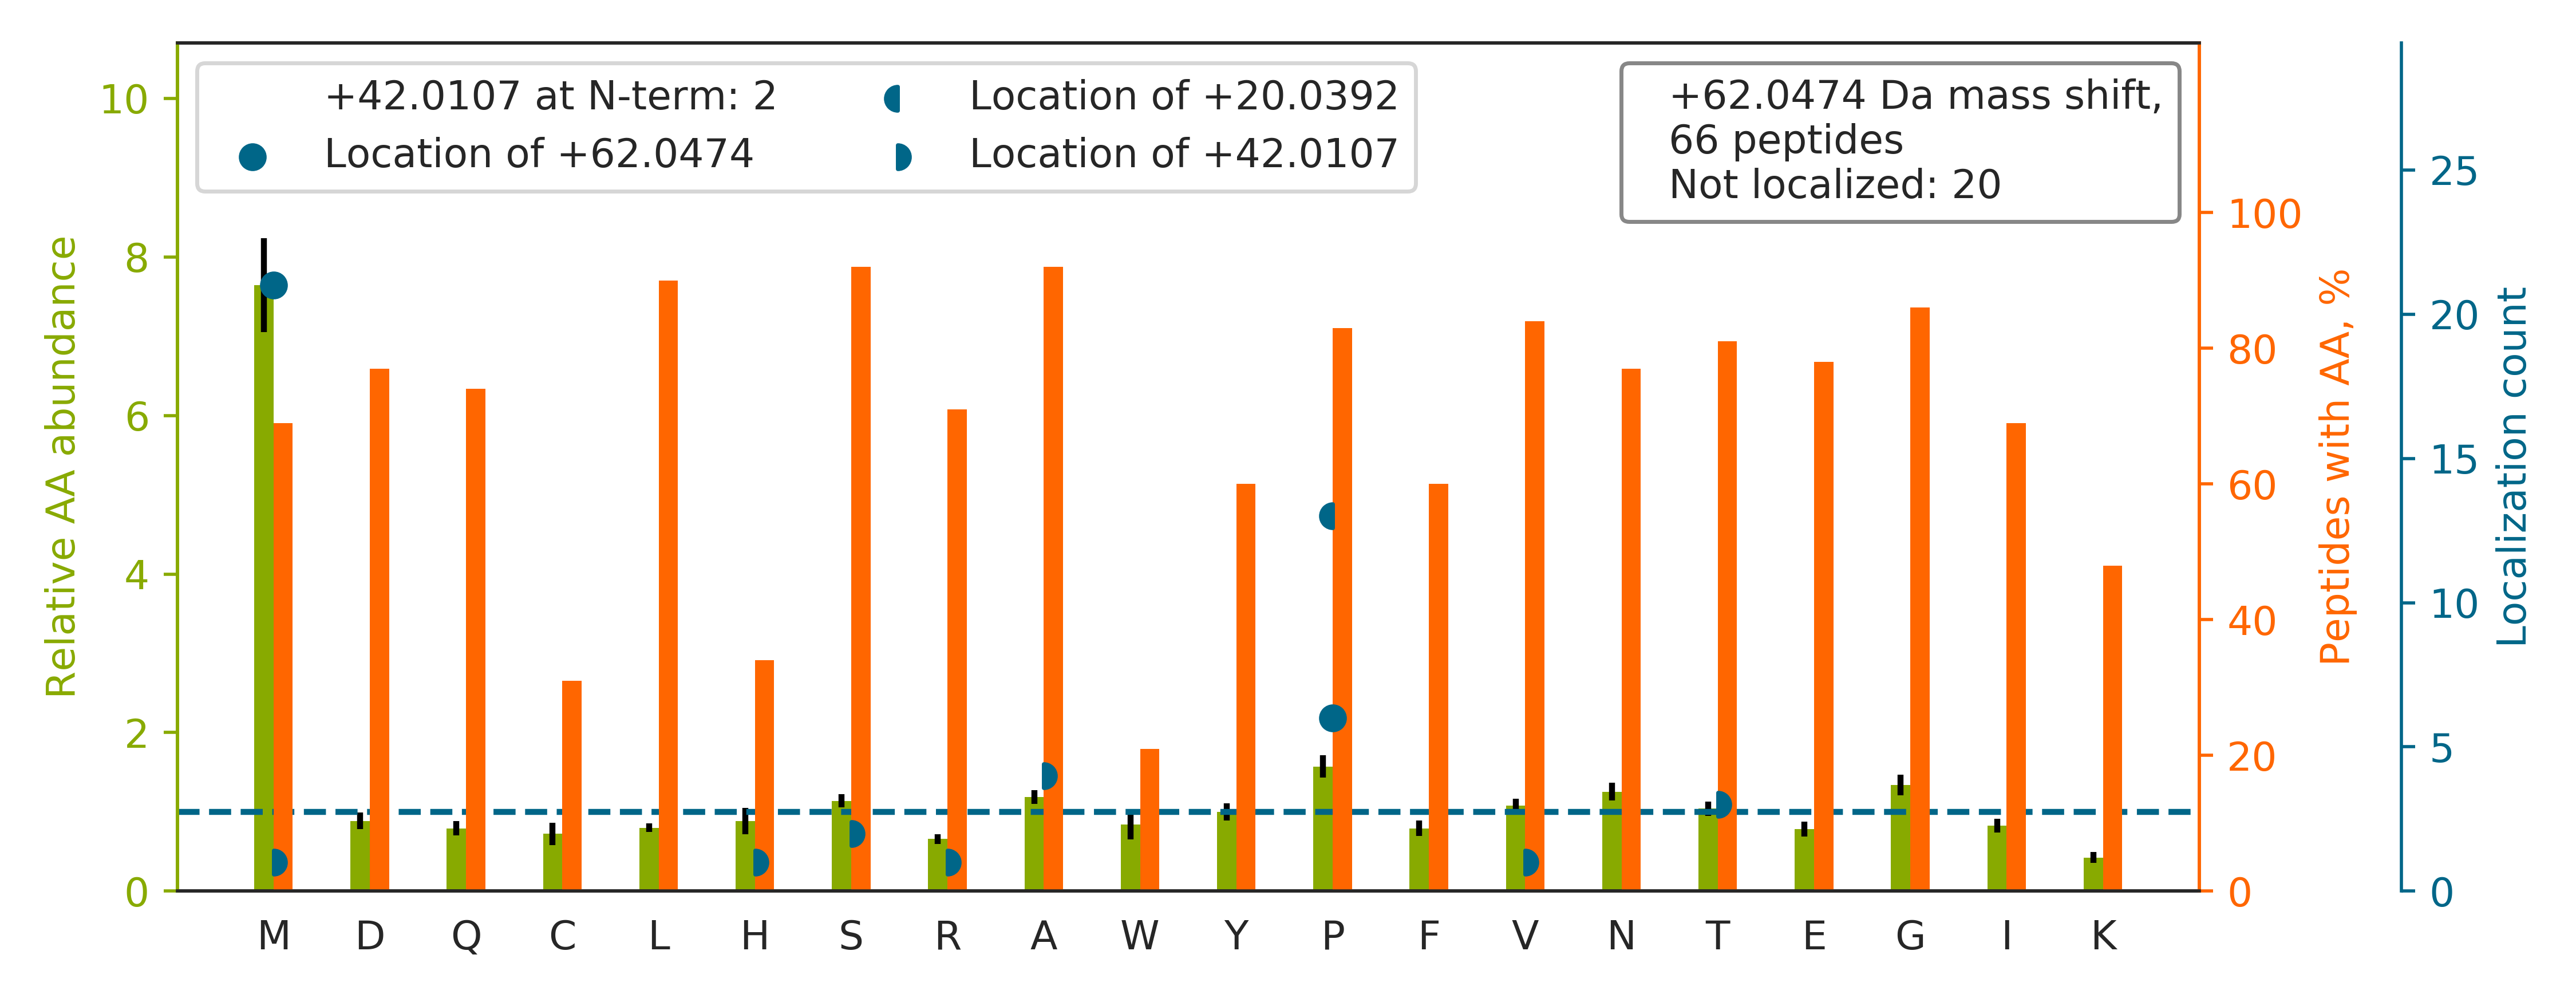 +42.0107 at N-term: 2
Location of +62.0474
Location of +20.0392
Location of +42.0107
+62.0474 Da mass shift,
66 peptides
Not localized: 20
Relative AA abundance
10
8
6
4
2
0
M D Q C L H S R A W Y P F V N T E G I K
100
80
60
40
20
0
Peptides with AA, %
25
20
15
10
5
0
Localization count